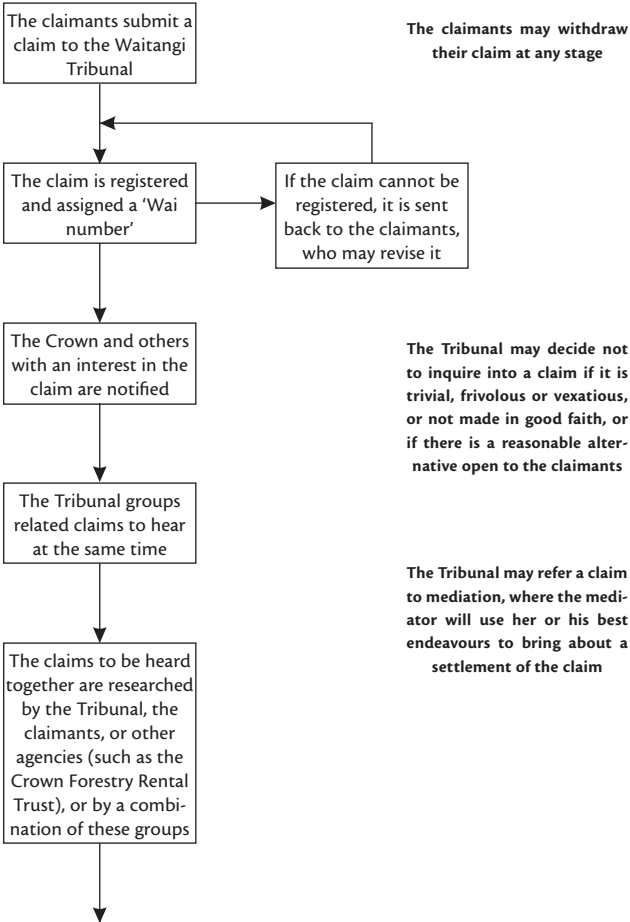 The claimants submit a
claim to the Waitangi
Tribunal
The claimants may withdraw
their claim at any stage
The claim is registered
and assigned a ‘Wai
number’
If the claim cannot be
registered, it is sent
back to the claimants,
who may revise it
The Crown and others
with an interest in the
claim are notified
The Tribunal may decide not
to inquire into a claim if it is
trivial, frivolous or vexatious,
or not made in good faith, or
if there is a reasonable alter-
native open to the claimants
The Tribunal groups
related claims to hear
at the same time
The Tribunal may refer a claim
to mediation, where the medi-
ator will use her or his best
endeavours to bring about a
settlement of the claim
The claims to be heard
together are researched
by the Tribunal, the
claimants, or other
agencies (such as the
Crown Forestry Rental
Trust), or by a combi-
nation of these groups